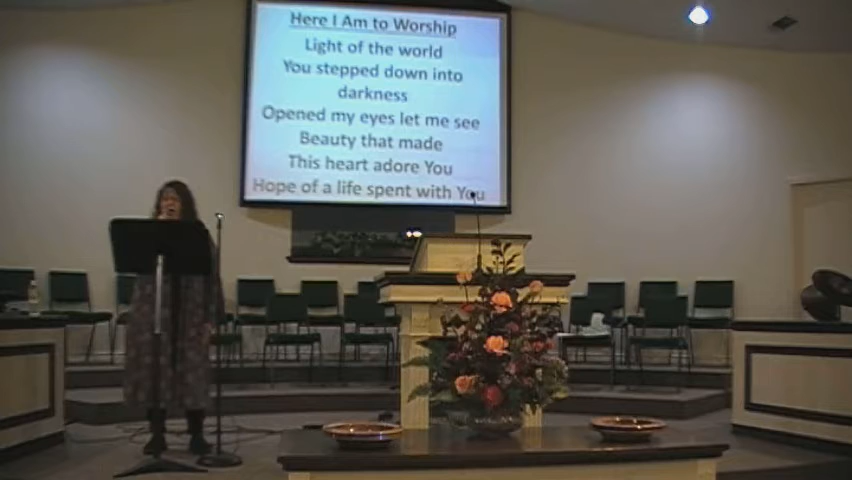 Here I Am to Worship
Light of the world
You stepped down into
darkness
Opened my eyes let me see
Beauty that made
This heart adore You
Hope of a life spent with You